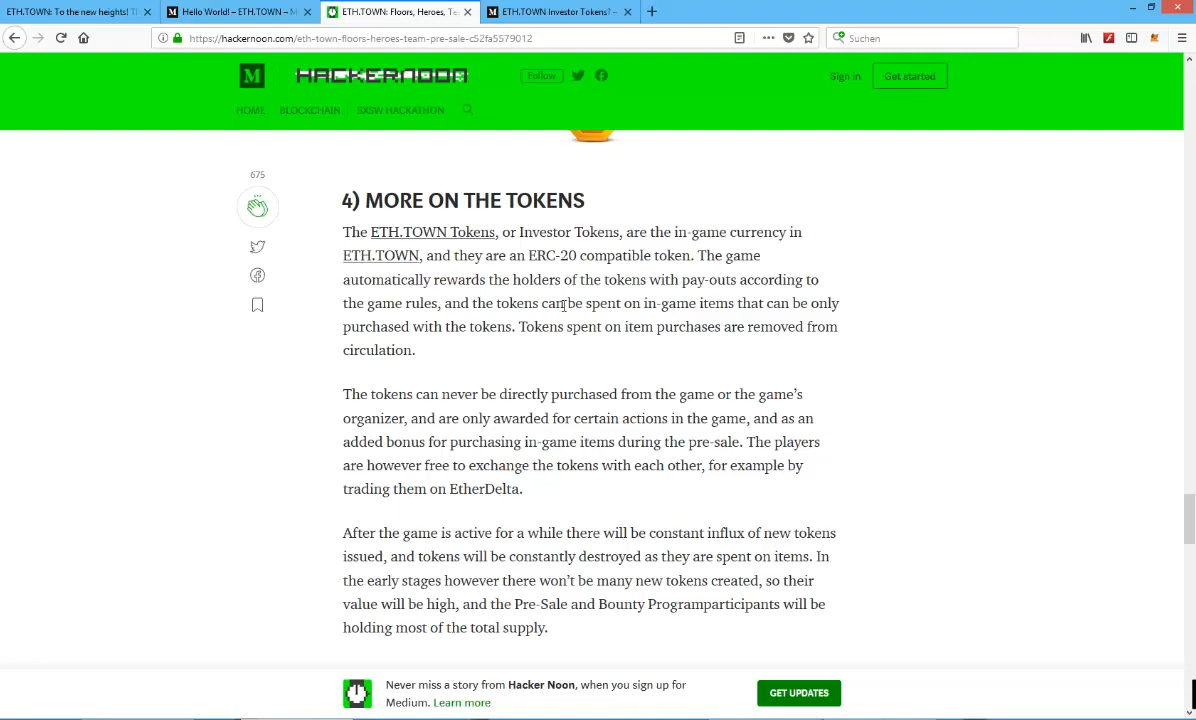 ETH.TOWN: To the new heights! T
Hello World! – ETH.TOWN – M
ETH.TOWN: Floors, Heroes, Te
ETH.TOWN Investor Tokens? –
https://hackernoon.com/eth-town-floors-heroes-team-pre-sale-c52fa5579012
Suchen
M
HACKERNOON
Follow
Sign in
Get started
HOME
BLOCKCHAIN
SXSW HACKATHON
675
4) MORE ON THE TOKENS
The ETH.TOWN Tokens, or Investor Tokens, are the in-game currency in
ETH.TOWN, and they are an ERC-20 compatible token. The game
automatically rewards the holders of the tokens with pay-outs according to
the game rules, and the tokens can be spent on in-game items that can be only
purchased with the tokens. Tokens spent on item purchases are removed from
circulation.
The tokens can never be directly purchased from the game or the game’s
organizer, and are only awarded for certain actions in the game, and as an
added bonus for purchasing in-game items during the pre-sale. The players
are however free to exchange the tokens with each other, for example by
trading them on EtherDelta.
After the game is active for a while there will be constant influx of new tokens
issued, and tokens will be constantly destroyed as they are spent on items. In
the early stages however there won’t be many new tokens created, so their
value will be high, and the Pre-Sale and Bounty Programparticipants will be
holding most of the total supply.
Never miss a story from Hacker Noon, when you sign up for
Medium. Learn more
GET UPDATES